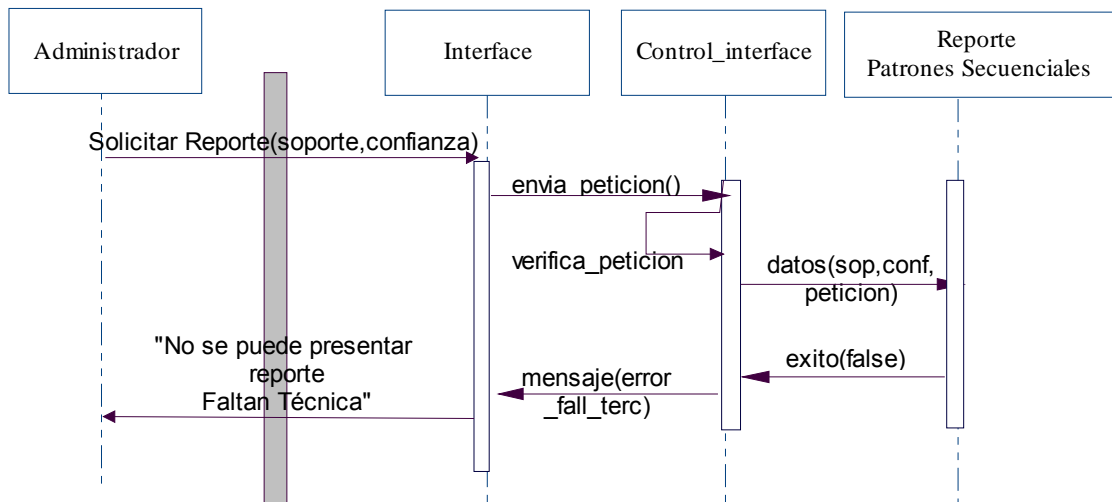 Administrador
Interface
Control_interface
Reporte
Patrones Secuenciales
Solicitar Reporte(soporte,confianza)
envia_peticion()
verifica_peticion
datos(sop,conf,
peticion)
exito(false)
mensaje(error
_fall_terc)
"No se puede presentar
reporte
Faltan Técnica"